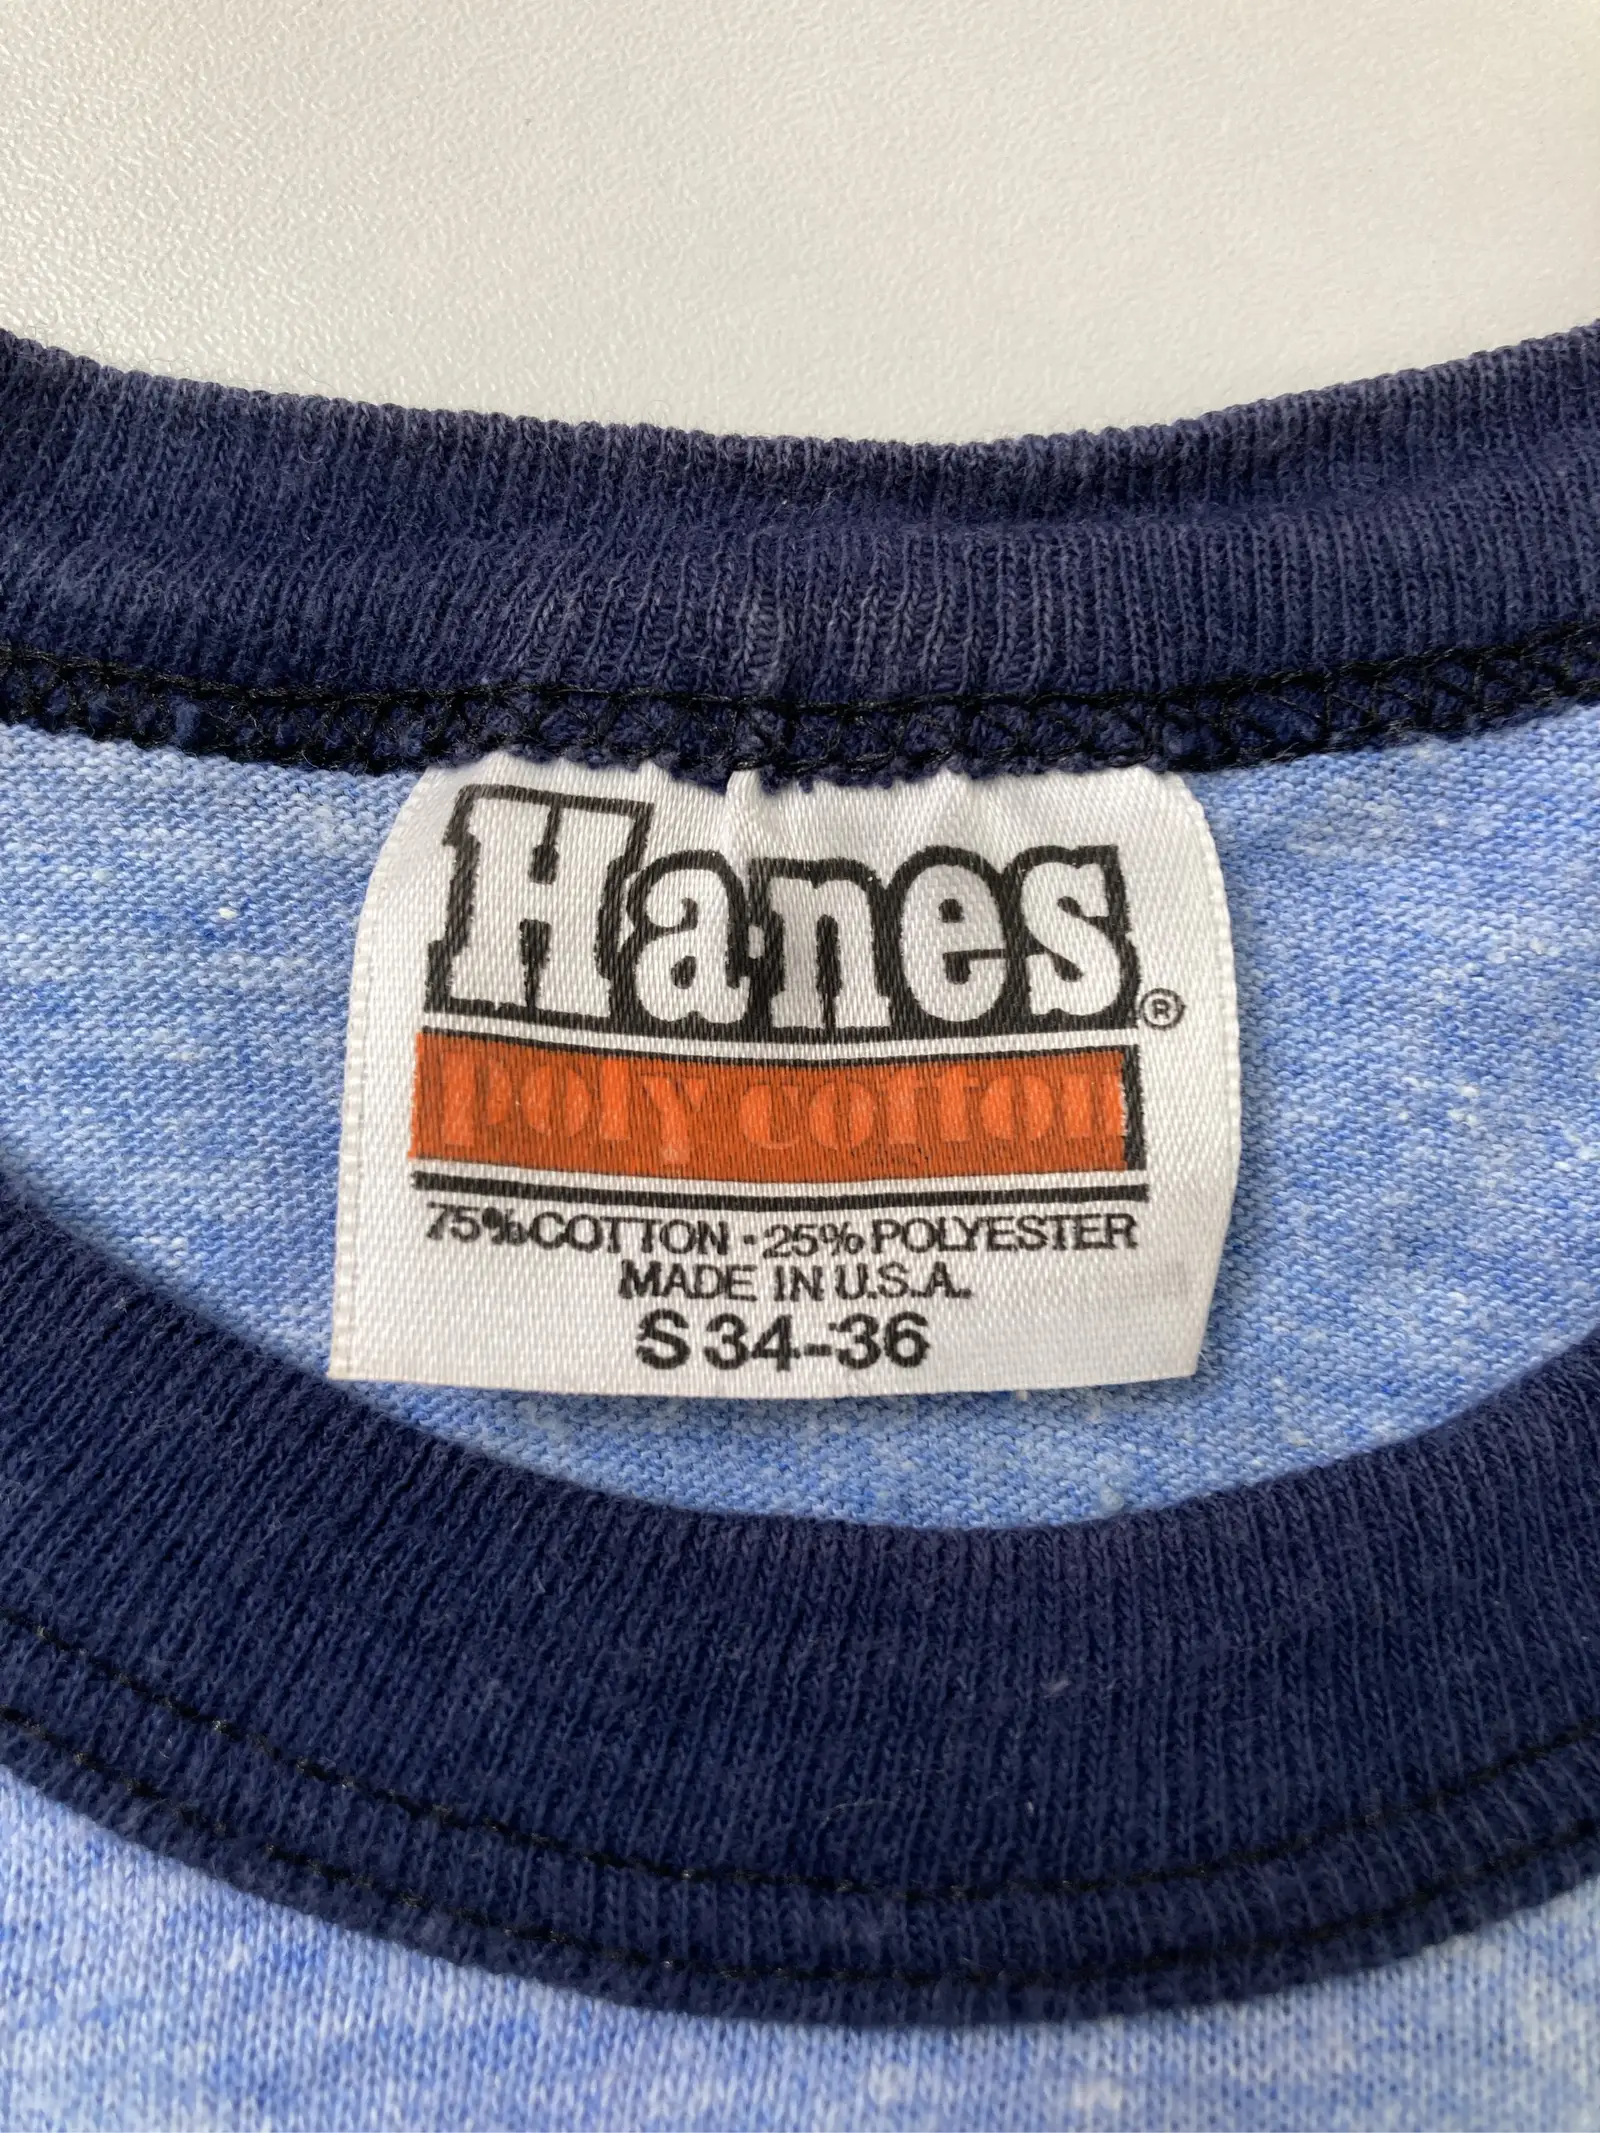 Hanes®
poly cotton
75% COTTON · 25% POLYESTER
MADE IN U.S.A.
S 34-36